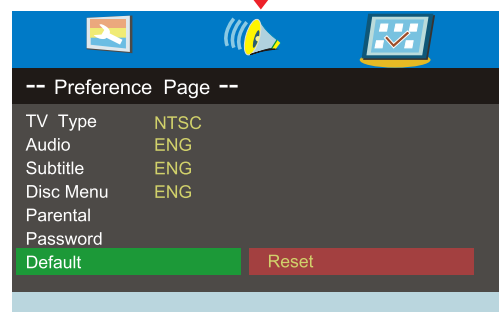 -- Preference Page --
TV Type NTSC
Audio ENG
Subtitle ENG
Disc Menu ENG
Parental
Password
Default Reset